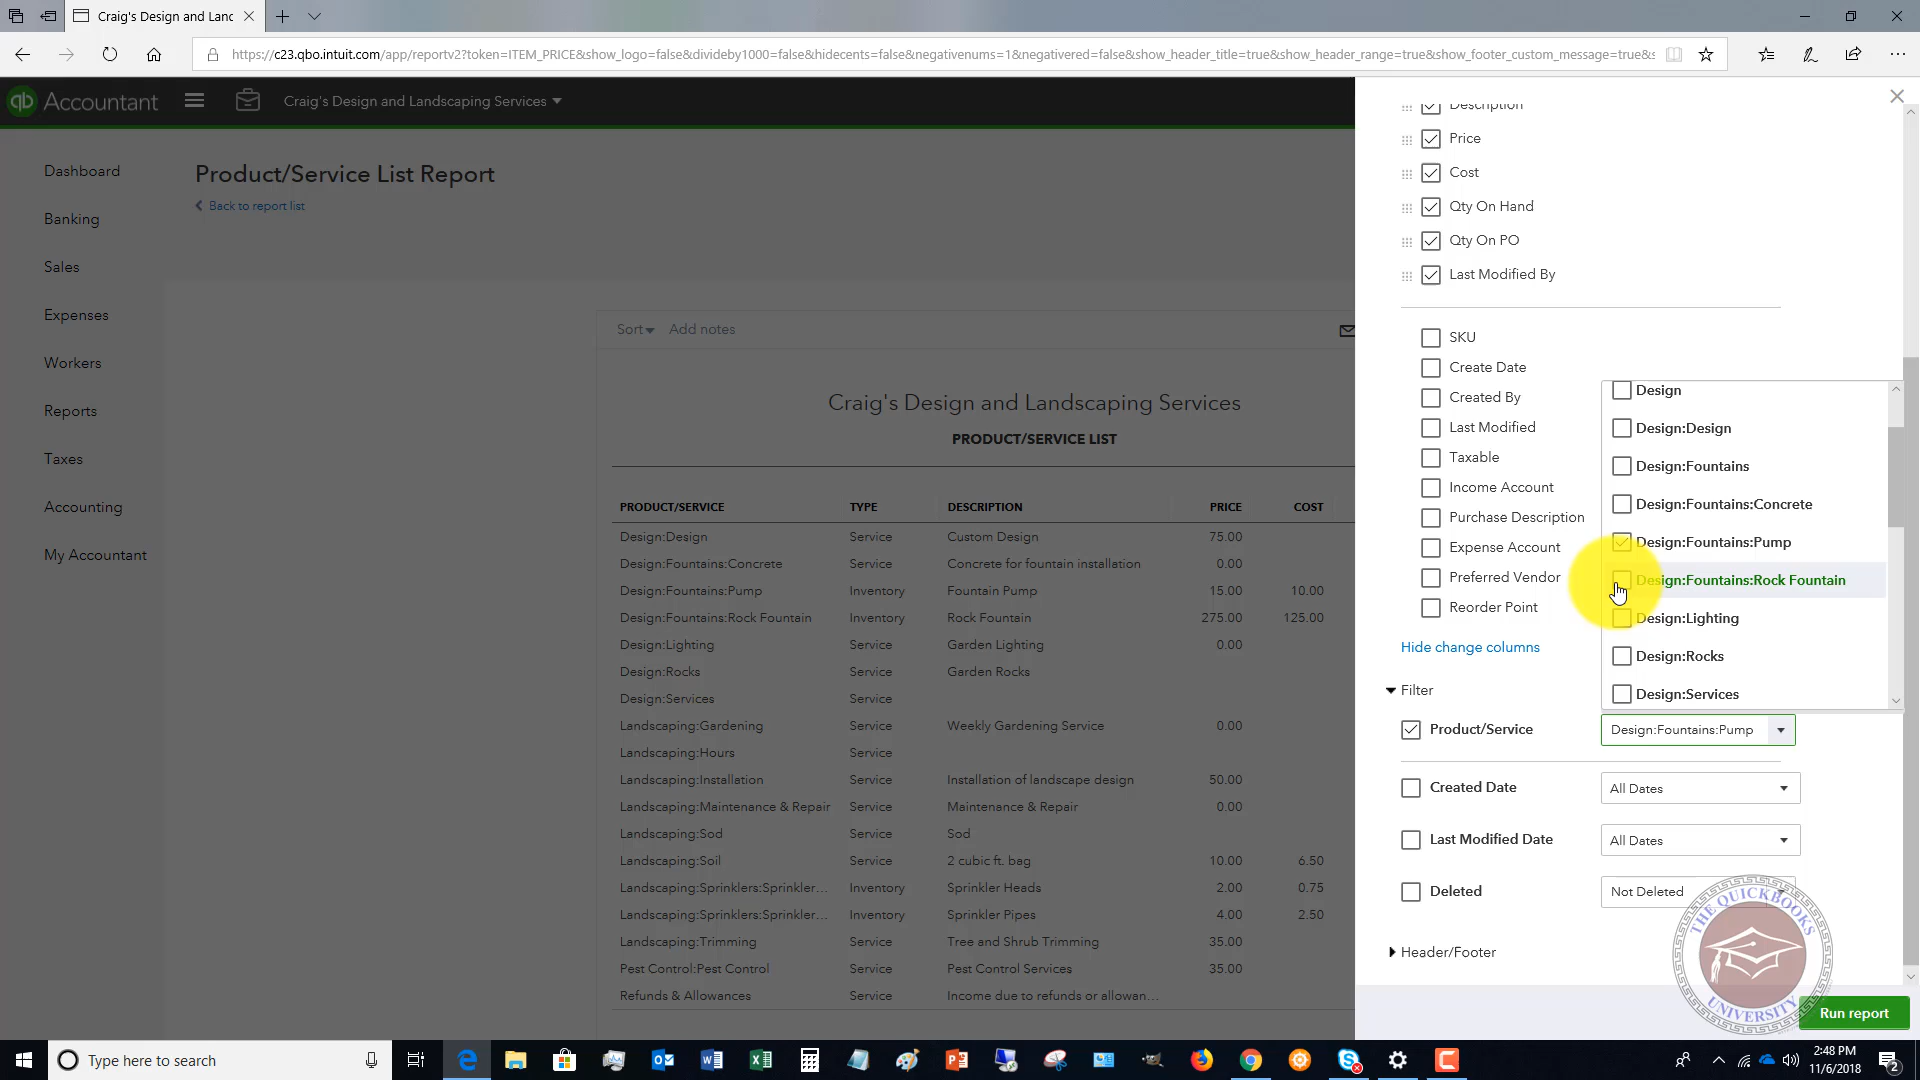 Craig's Design and Lanc
https://c23.qbo.intuit.com/app/reportv2?token=ITEM_PRICE&show_logo=false&divideby1000=false&hidecents=false&negativenums=1&negativered=false&show_header_title=true&show_header_range=true&show_footer_custom_message=true&s
qb Accountant
Craig's Design and Landscaping Services
Dashboard
Banking
Sales
Expenses
Workers
Reports
Taxes
Accounting
My Accountant
Product/Service List Report
Back to report list
Sort Add notes
Craig's Design and Landscaping Services
PRODUCT/SERVICE LIST
PRODUCT/SERVICE TYPE DESCRIPTION PRICE COST
Design:Design Service Custom Design 75.00
Design:Fountains:Concrete Service Concrete for fountain installation 0.00
Design:Fountains:Pump Inventory Fountain Pump 15.00 10.00
Design:Fountains:Rock Fountain Inventory Rock Fountain 275.00 125.00
Design:Lighting Service Garden Lighting 0.00
Design:Rocks Service Garden Rocks
Design:Services Service
Landscaping:Gardening Service Weekly Gardening Service 0.00
Landscaping:Hours Service
Landscaping:Installation Service Installation of landscape design 50.00
Landscaping:Maintenance & Repair Service Maintenance & Repair 0.00
Landscaping:Sod Service Sod
Landscaping:Soil Service 2 cubic ft. bag 10.00 6.50
Landscaping:Sprinklers:Sprinkler... Inventory Sprinkler Heads 2.00 0.75
Landscaping:Sprinklers:Sprinkler... Inventory Sprinkler Pipes 4.00 2.50
Landscaping:Trimming Service Tree and Shrub Trimming 35.00
Pest Control:Pest Control Service Pest Control Services 35.00
Refunds & Allowances Service Income due to refunds or allowan...
Description
Price
Cost
Qty On Hand
Qty On PO
Last Modified By
SKU
Create Date
Created By
Last Modified
Taxable
Income Account
Purchase Description
Expense Account
Preferred Vendor
Reorder Point
Hide change columns
Design
Design:Design
Design:Fountains
Design:Fountains:Concrete
Design:Fountains:Pump
Design:Fountains:Rock Fountain
Design:Lighting
Design:Rocks
Design:Services
Filter
Product/Service Design:Fountains:Pump
Created Date All Dates
Last Modified Date All Dates
Deleted Not Deleted
Header/Footer
THE QUICKBOOKS
UNIVERSITY
Run report
Type here to search
2:48 PM
11/6/2018
2